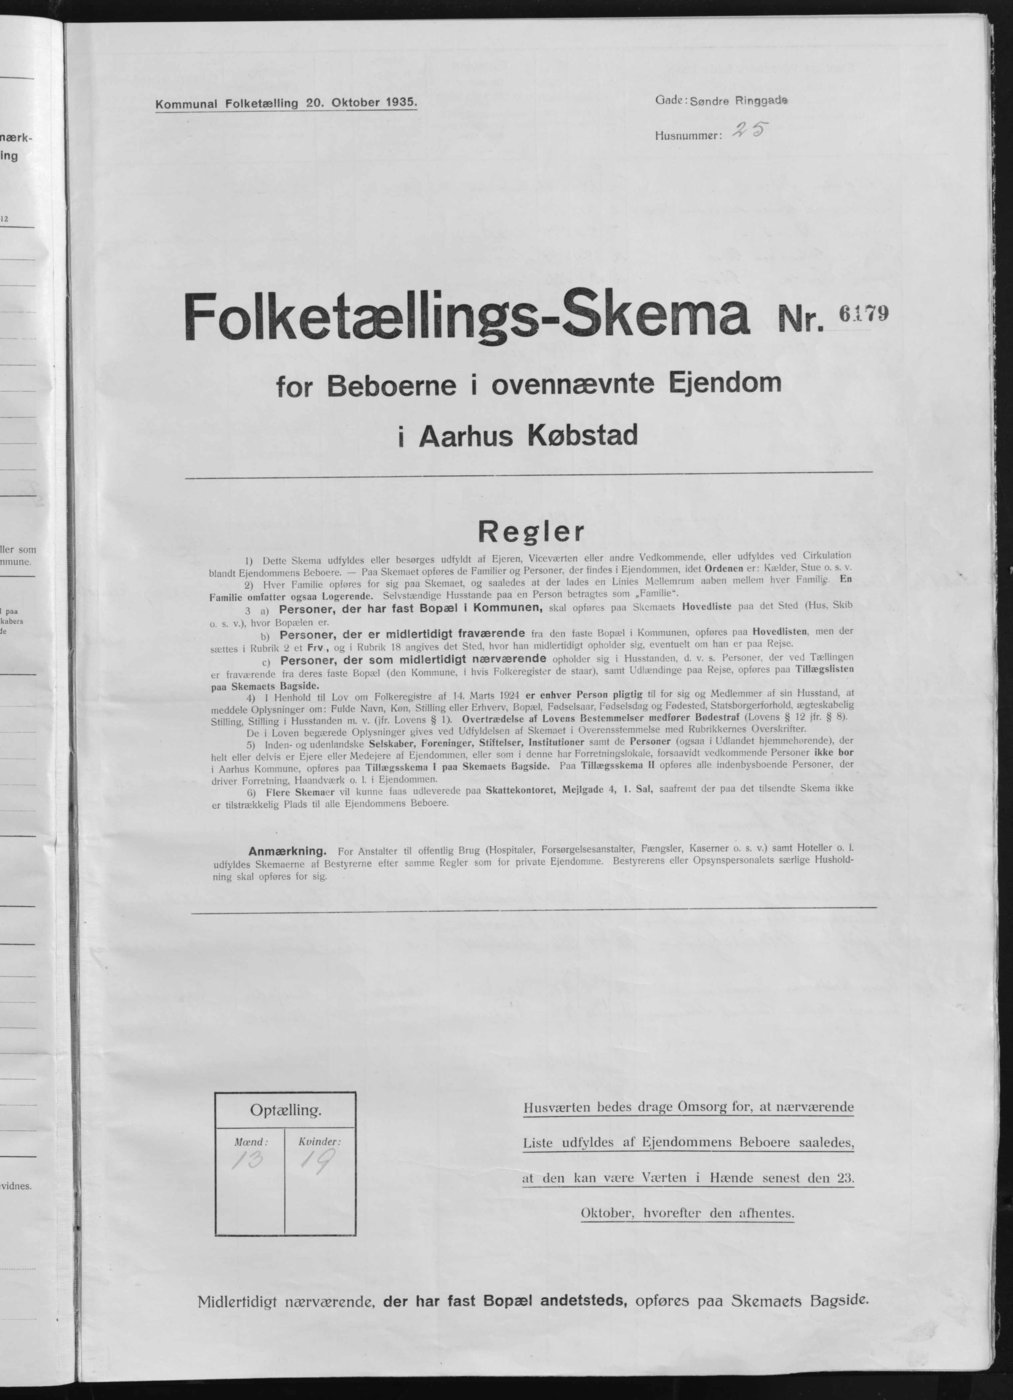 nærk-
ing
12
ller som
mmune.
l paa
kabers
de
vidnes.
Kommunal Folketælling 20. Oktober 1935.
Gade: Søndre Ringgade
Husnummer: 25
Folketællings-Skema Nr. 6179
for Beboerne i ovennævnte Ejendom
i Aarhus Købstad
Regler
1) Dette Skema udfyldes eller besørges udfyldt af Ejeren, Viceværten eller andre Vedkommende, eller udfyldes ved Cirkulation
blandt Ejendommens Beboere. — Paa Skemaet opføres de Familier og Personer, der findes i Ejendommen, idet Ordenen er: Kælder, Stue o. s. v.
2) Hver Familie opføres for sig paa Skemaet, og saaledes at der lades en Linies Mellemrum aaben mellem hver Familie. En
Familie omfatter ogsaa Logerende. Selvstændige Husstande paa en Person betragtes som „Familie".
3 a) Personer, der har fast Bopæl i Kommunen, skal opføres paa Skemaets Hovedliste paa det Sted (Hus, Skib
o. s. v.), hvor Bopælen er.
b) Personer, der er midlertidigt fraværende fra den faste Bopæl i Kommunen, opføres paa Hovedlisten, men der
sættes i Rubrik 2 et Frv., og i Rubrik 18 angives det Sted, hvor han midlertidigt opholder sig, eventuelt om han er paa Rejse.
c) Personer, der som midlertidigt nærværende opholder sig i Husstanden, d. v. s. Personer, der ved Tællingen
er fraværende fra deres faste Bopæl (den Kommune, i hvis Folkeregister de staar), samt Udlændinge paa Rejse, opføres paa Tillægslisten
paa Skemaets Bagside.
4) I Henhold til Lov om Folkeregistre af 14. Marts 1924 er enhver Person pligtig til for sig og Medlemmer af sin Husstand, at
meddele Oplysninger om: Fulde Navn, Køn, Stilling eller Erhverv, Bopæl, Fødselsaar, Fødselsdag og Fødested, Statsborgerforhold, ægteskabelig
Stilling, Stilling i Husstanden m. v. (jfr. Lovens § 1). Overtrædelse af Lovens Bestemmelser medfører Bødestraf (Lovens § 12 jfr. § 8).
De i Loven begærede Oplysninger gives ved Udfyldelsen af Skemaet i Overensstemmelse med Rubrikkernes Overskrifter.
5) Inden- og udenlandske Selskaber, Foreninger, Stiftelser, Institutioner samt de Personer (ogsaa i Udlandet hjemmehørende), der
helt eller delvis er Ejere eller Medejere af Ejendommen, eller som i denne har Forretningslokale, forsaavidt vedkommende Personer ikke bor
i Aarhus Kommune, opføres paa Tillægsskema I paa Skemaets Bagside. Paa Tillægsskema II opføres alle indenbysboende Personer, der
driver Forretning, Haandværk o. l. i Ejendommen.
6) Flere Skemaer vil kunne faas udleverede paa Skattekontoret, Mejlgade 4, 1. Sal, saafremt der paa det tilsendte Skema ikke
er tilstrækkelig Plads til alle Ejendommens Beboere.
Anmærkning. For Anstalter til offentlig Brug (Hospitaler, Forsørgelsesanstalter, Fængsler, Kaserner o. s. v.) samt Hoteller o. l.
udfyldes Skemaerne af Bestyrerne efter samme Regler som for private Ejendomme. Bestyrerens eller Opsynspersonalets særlige Hushold-
ning skal opføres for sig.
Optælling.
Mænd: Kvinder:
13 19
Husværten bedes drage Omsorg for, at nærværende
Liste udfyldes af Ejendommens Beboere saaledes,
at den kan være Værten i Hænde senest den 23.
Oktober, hvorefter den afhentes.
Midlertidigt nærværende, der har fast Bopæl andetsteds, opføres paa Skemaets Bagside.